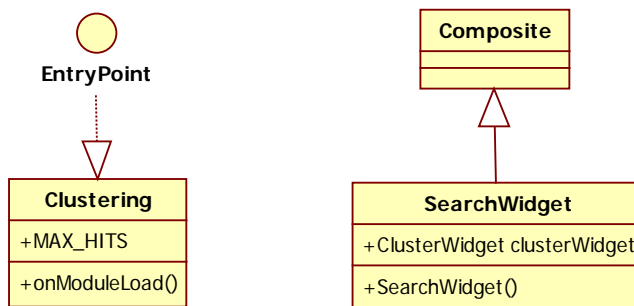 EntryPoint
Clustering
+MAX_HITS
+onModuleLoad()
Composite
SearchWidget
+ClusterWidget clusterWidget
+SearchWidget()